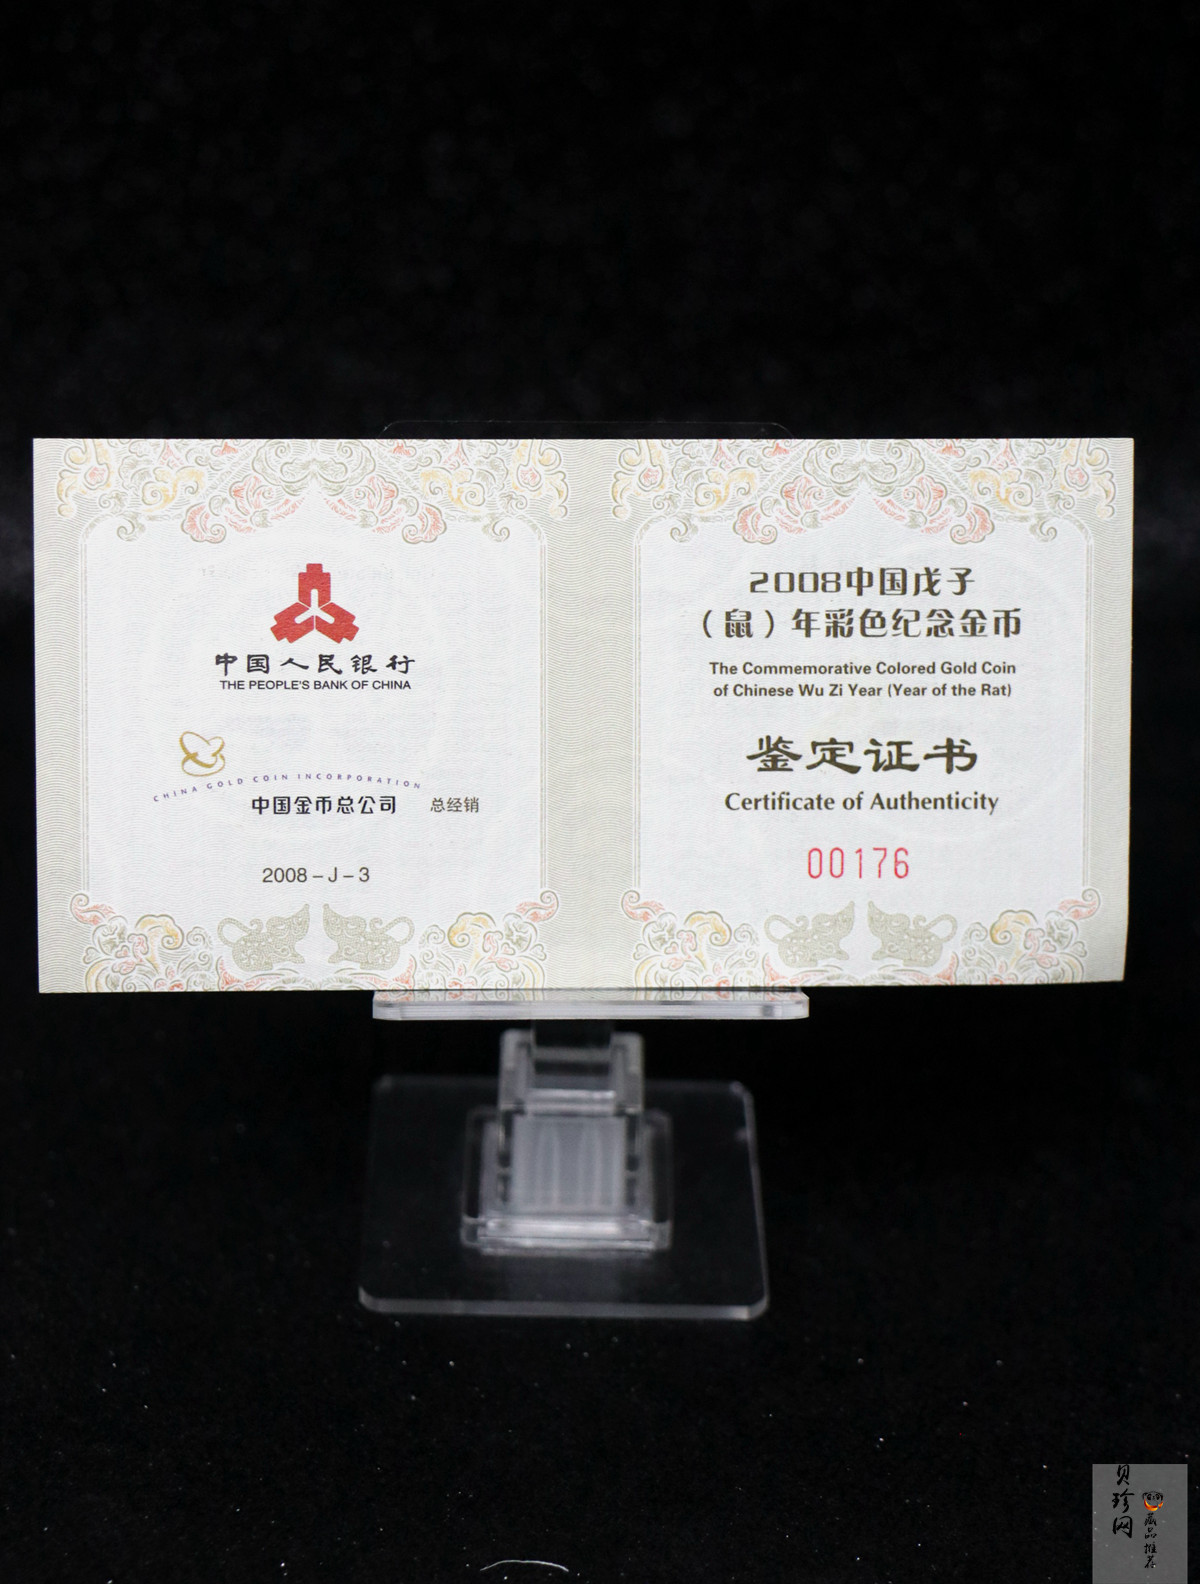 中国人民银行
THE PEOPLE'S BANK OF CHINA
CHINA GOLD COIN INCORPORATION
中国金币总公司 总经销
2008-J-3
2008中国戊子
（鼠）年彩色纪念金币
The Commemorative Colored Gold Coin
of Chinese Wu Zi Year (Year of the Rat)
鉴定证书
Certificate of Authenticity
00176
贝珍网
藏品推荐